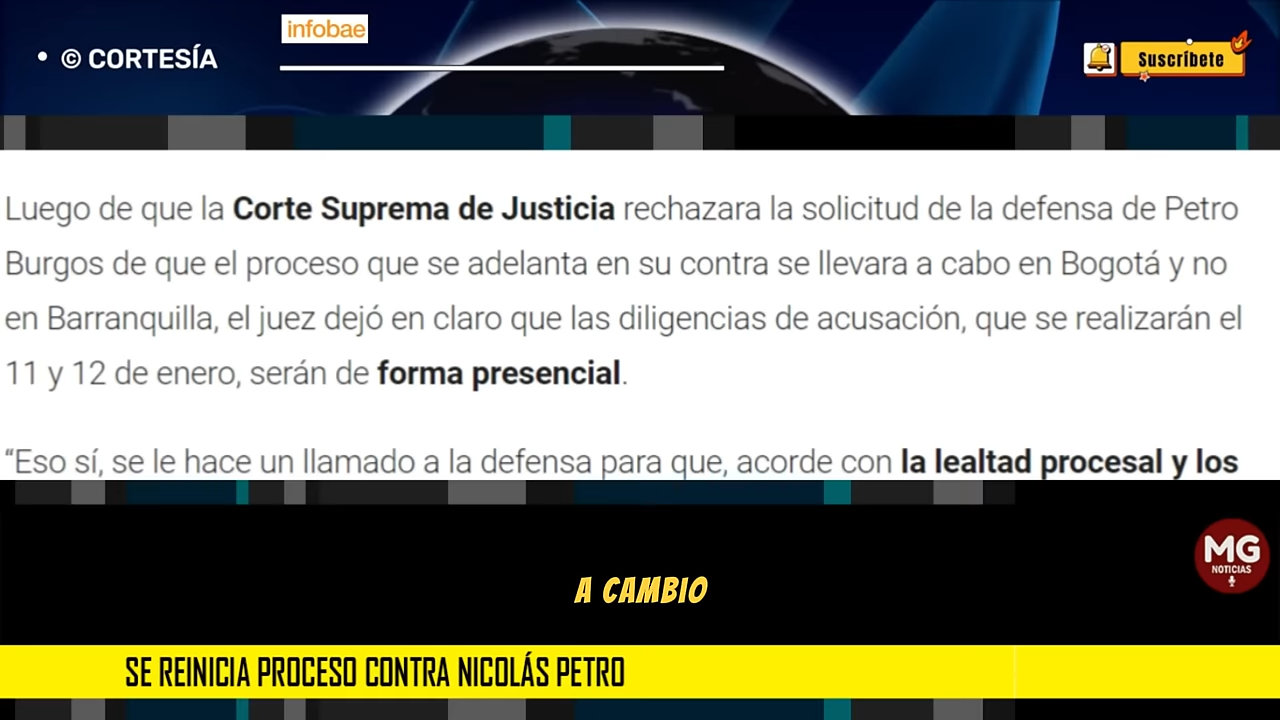 infobae
• © CORTESÍA
Suscríbete
Luego de que la Corte Suprema de Justicia rechazara la solicitud de la defensa de Petro
Burgos de que el proceso que se adelanta en su contra se llevara a cabo en Bogotá y no
en Barranquilla, el juez dejó en claro que las diligencias de acusación, que se realizarán el
11 y 12 de enero, serán de forma presencial.
“Eso sí, se le hace un llamado a la defensa para que, acorde con la lealtad procesal y los
MG
NOTICIAS
A CAMBIO
SE REINICIA PROCESO CONTRA NICOLÁS PETRO